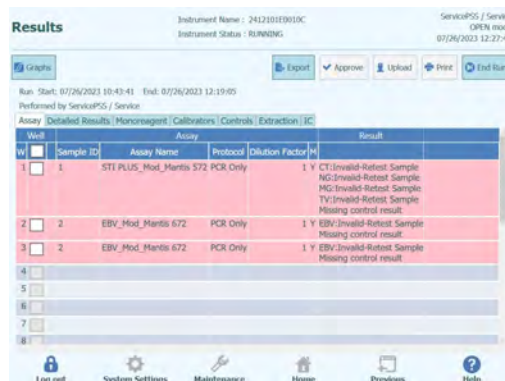 Results
Instrument Name : 2412101E0010C
Instrument Status : RUNNING
ServicePSS / Servi
OPEN mod
07/26/2023 12:27:4
Graphs
Export
Approve
Upload
Print
End Run
Run Start: 07/26/2023 10:43:41 End: 07/26/2023 12:19:05
Performed by ServicePSS / Service
Assay Detailed Results Monoreagent Calibrators Controls Extraction IC
Well Assay Result
W Sample ID Assay Name Protocol Dilution Factor M
1 1 STI PLUS_Mod_Mantis 572 PCR Only 1 Y CT:Invalid-Retest Sample
NG:Invalid-Retest Sample
MG:Invalid-Retest Sample
TV:Invalid-Retest Sample
Missing control result
2 2 EBV_Mod_Mantis 672 PCR Only 1 Y EBV:Invalid-Retest Sample
Missing control result
3 2 EBV_Mod_Mantis 672 PCR Only 1 Y EBV:Invalid-Retest Sample
Missing control result
4
5
6
7
8
Log out System Settings Maintenance Home Previous Help